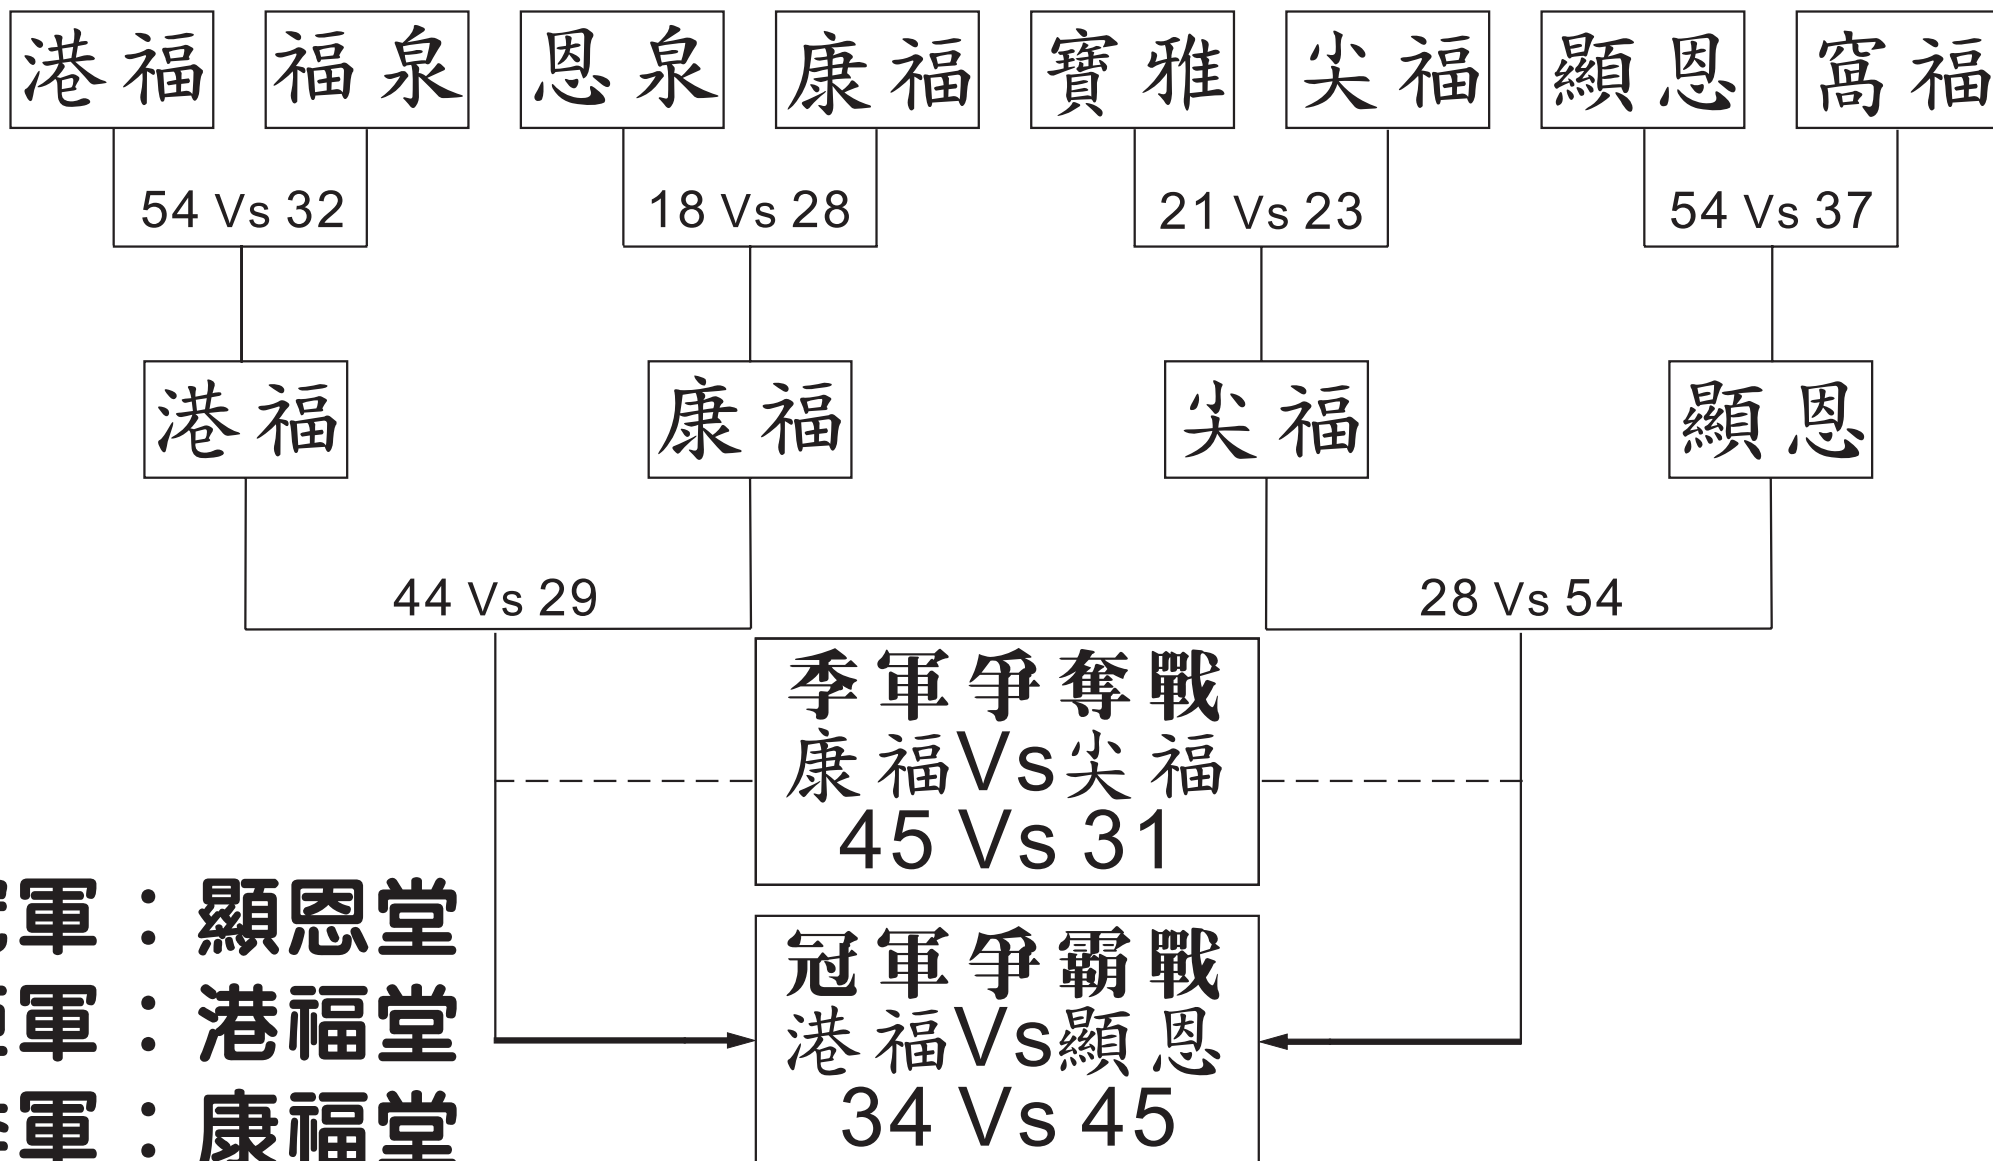 港福 福泉 恩泉 康福 寶雅 尖福 顯恩 窩福
54 Vs 32 18 Vs 28 21 Vs 23 54 Vs 37
港福 康福 尖福 顯恩
44 Vs 29 28 Vs 54
季軍爭奪戰
康福Vs尖福
45 Vs 31
軍：顯恩堂
冠軍爭霸戰
軍：港福堂
港福Vs顯恩
34 Vs 45
軍：康福堂